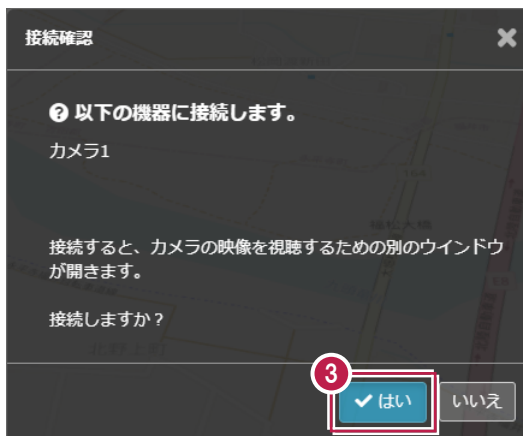 接続確認
以下の機器に接続します。
カメラ1
接続すると、カメラの映像を視聴するための別のウインドウ
が開きます。
接続しますか？
3
はい
いいえ